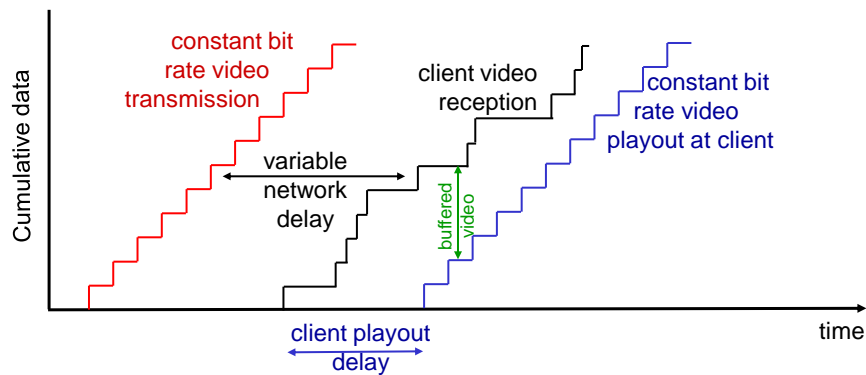 constant bit
rate video
transmission
client video
reception
constant bit
rate video
playout at client
variable
network
delay
buffered
video
Cumulative data
time
client playout
delay